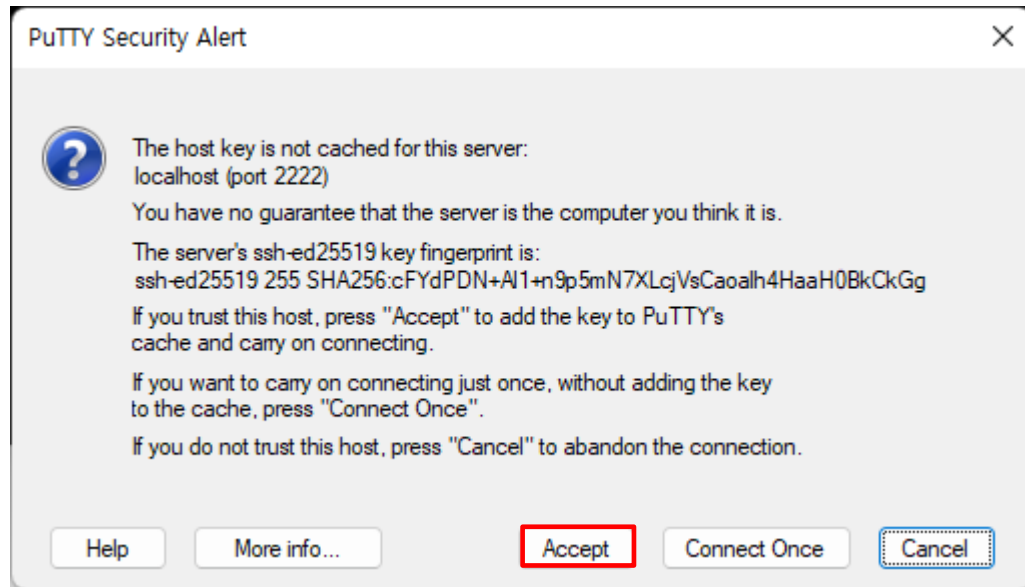 PuTTY Security Alert
The host key is not cached for this server:
localhost (port 2222)
You have no guarantee that the server is the computer you think it is.
The server's ssh-ed25519 key fingerprint is:
ssh-ed25519 255 SHA256:cFYdPDN+AI1+n9p5mN7XLcjVsCaoaIh4HaaH0BkCkGg
If you trust this host, press "Accept" to add the key to PuTTY's
cache and carry on connecting.
If you want to carry on connecting just once, without adding the key
to the cache, press "Connect Once".
If you do not trust this host, press "Cancel" to abandon the connection.
Help More info... Accept Connect Once Cancel